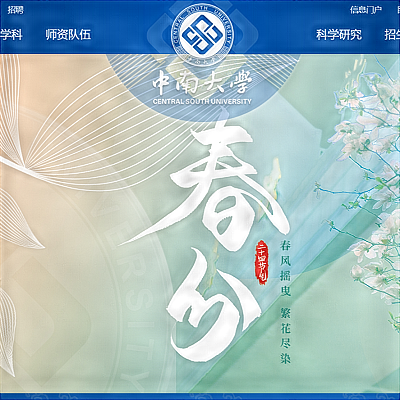 招聘
信息门户
学科
师资队伍
科学研究
招生
CENTRAL SOUTH UNIVERSITY
中南大学
CENTRAL SOUTH UNIVERSITY
春分
二十四节气
春风摇曳 繁花尽染